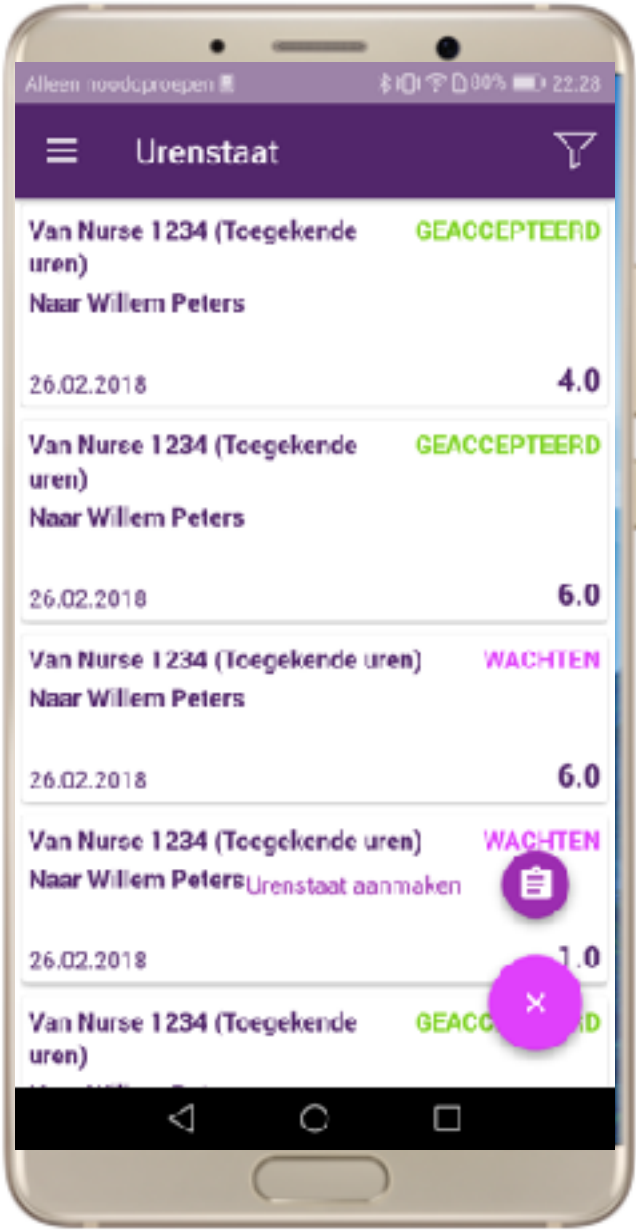 Alleen noodoproepen 80% 22:28
Urenstaat
Van Nurse 1234 (Toegekende GEACCEPTEERD
uren)
Naar Willem Peters
26.02.2018 4.0
Van Nurse 1234 (Toegekende GEACCEPTEERD
uren)
Naar Willem Peters
26.02.2018 6.0
Van Nurse 1234 (Toegekende uren) WACHTEN
Naar Willem Peters
26.02.2018 6.0
Van Nurse 1234 (Toegekende uren) WACHTEN
Naar Willem Peters
Urenstaat aanmaken
26.02.2018 1.0
Van Nurse 1234 (Toegekende
uren)